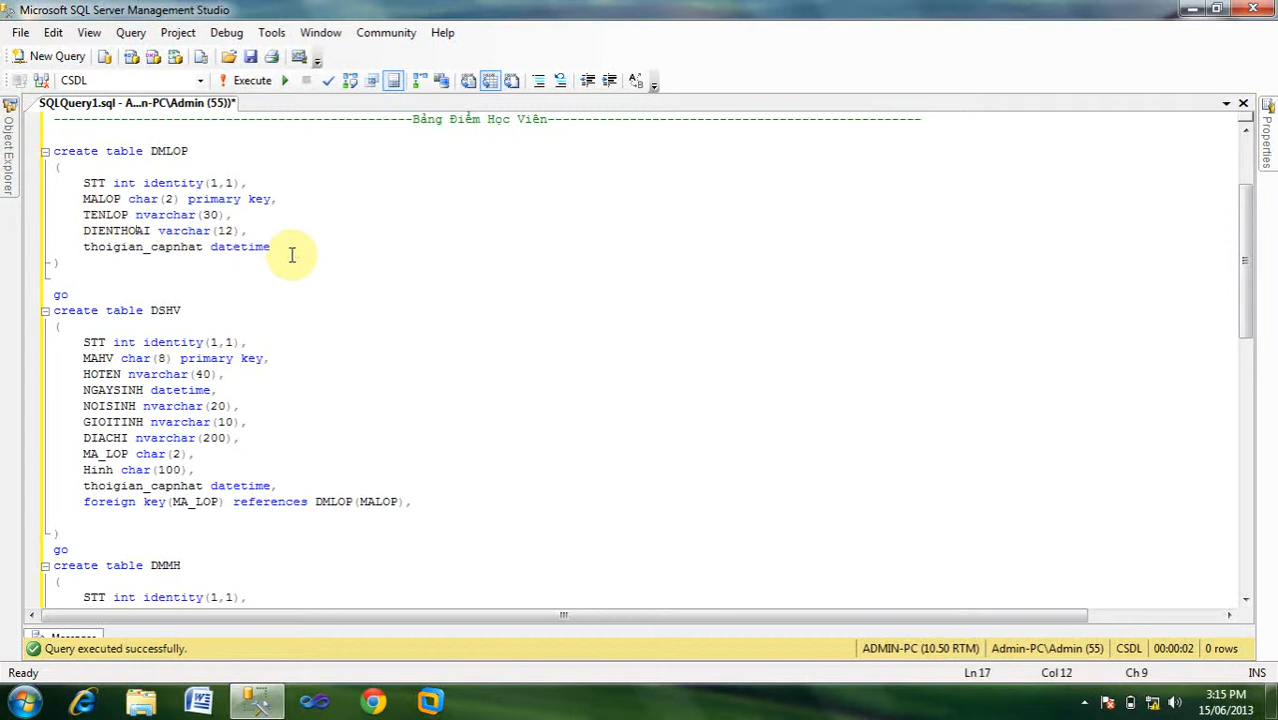 Microsoft SQL Server Management Studio
File Edit View Query Project Debug Tools Window Community Help
New Query
CSDL Execute
SQLQuery1.sql - A...n-PC\Admin (55))*
Object Explorer
Properties
--------------------------------------------Bảng Điểm Học Viên--------------------------------------------------
create table DMLOP
(
STT int identity(1,1),
MALOP char(2) primary key,
TENLOP nvarchar(30),
DIENTHOAI varchar(12),
thoigian_capnhat datetime
)
go
create table DSHV
(
STT int identity(1,1),
MAHV char(8) primary key,
HOTEN nvarchar(40),
NGAYSINH datetime,
NOISINH nvarchar(20),
GIOITINH nvarchar(10),
DIACHI nvarchar(200),
MA_LOP char(2),
Hinh char(100),
thoigian_capnhat datetime,
foreign key(MA_LOP) references DMLOP(MALOP),
)
go
create table DMMH
(
STT int identity(1,1),
Messages
Query executed successfully. ADMIN-PC (10.50 RTM) Admin-PC\Admin (55) CSDL 00:00:02 0 rows
Ready Ln 17 Col 12 Ch 9 INS
3:15 PM
15/06/2013